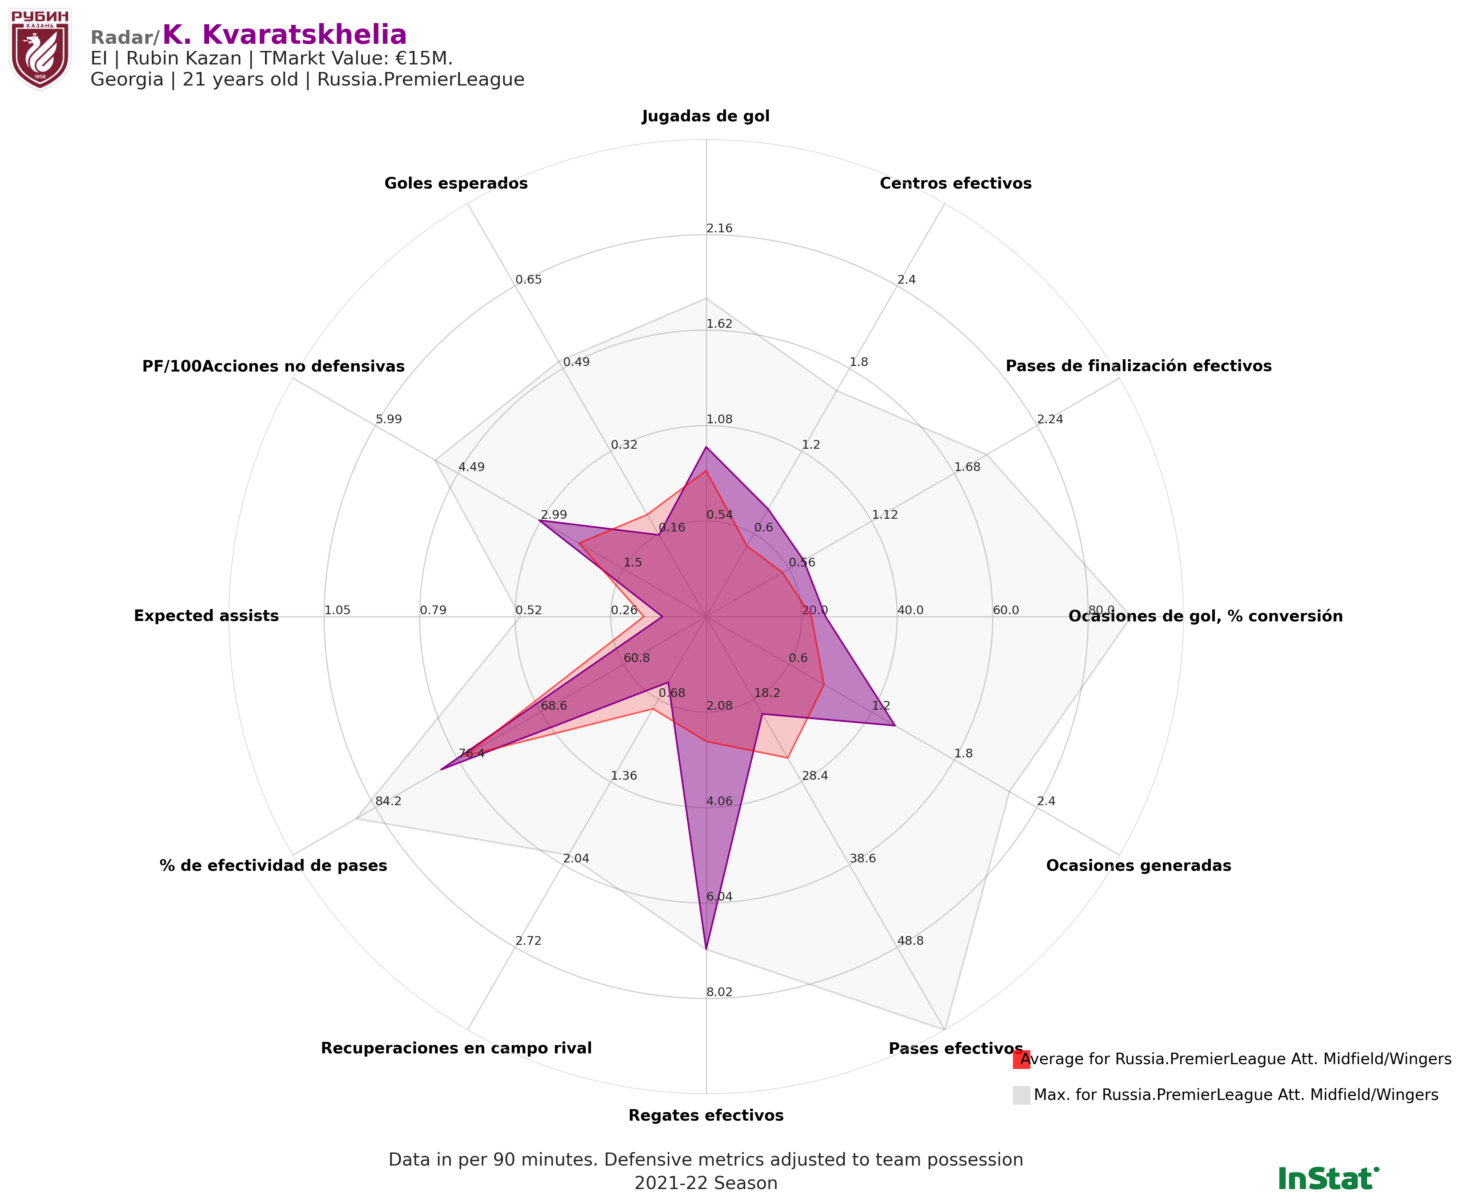 РУБИН
КАЗАНЬ
1958
Radar/K. Kvaratskhelia
EI | Rubin Kazan | TMarkt Value: €15M.
Georgia | 21 years old | Russia.PremierLeague
Jugadas de gol
Goles esperados
Centros efectivos
2.16
0.65
2.4
1.62
0.49
1.8
PF/100Acciones no defensivas
Pases de finalización efectivos
5.99
1.08
2.24
0.32
1.2
4.49
1.68
2.99
0.54
1.12
0.16
0.6
1.5
0.56
Expected assists
1.05
0.79
0.52
0.26
20.0
40.0
60.0
80.0
Ocasiones de gol, % conversión
60.8
0.6
0.68
18.2
68.6
2.08
1.2
76.4
1.36
28.4
1.8
84.2
4.06
2.4
2.04
38.6
% de efectividad de pases
Ocasiones generadas
6.04
2.72
48.8
8.02
Recuperaciones en campo rival
Pases efectivos
Average for Russia.PremierLeague Att. Midfield/Wingers
Max. for Russia.PremierLeague Att. Midfield/Wingers
Regates efectivos
Data in per 90 minutes. Defensive metrics adjusted to team possession
2021-22 Season
InStat